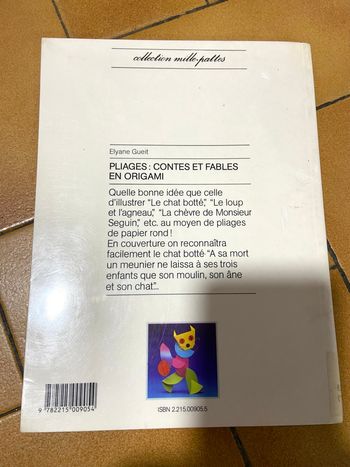 collection mille-pattes
Elyane Gueit
PLIAGES : CONTES ET FABLES
EN ORIGAMI
Quelle bonne idée que celle
d'illustrer "Le chat botté", "Le loup
et l'agneau", "La chèvre de Monsieur
Seguin", etc. au moyen de pliages
de papier rond !
En couverture on reconnaîtra
facilement le chat botté "A sa mort
un meunier ne laissa à ses trois
enfants que son moulin, son âne
et son chat"...
9 782215 009054
ISBN 2.215.00905.5